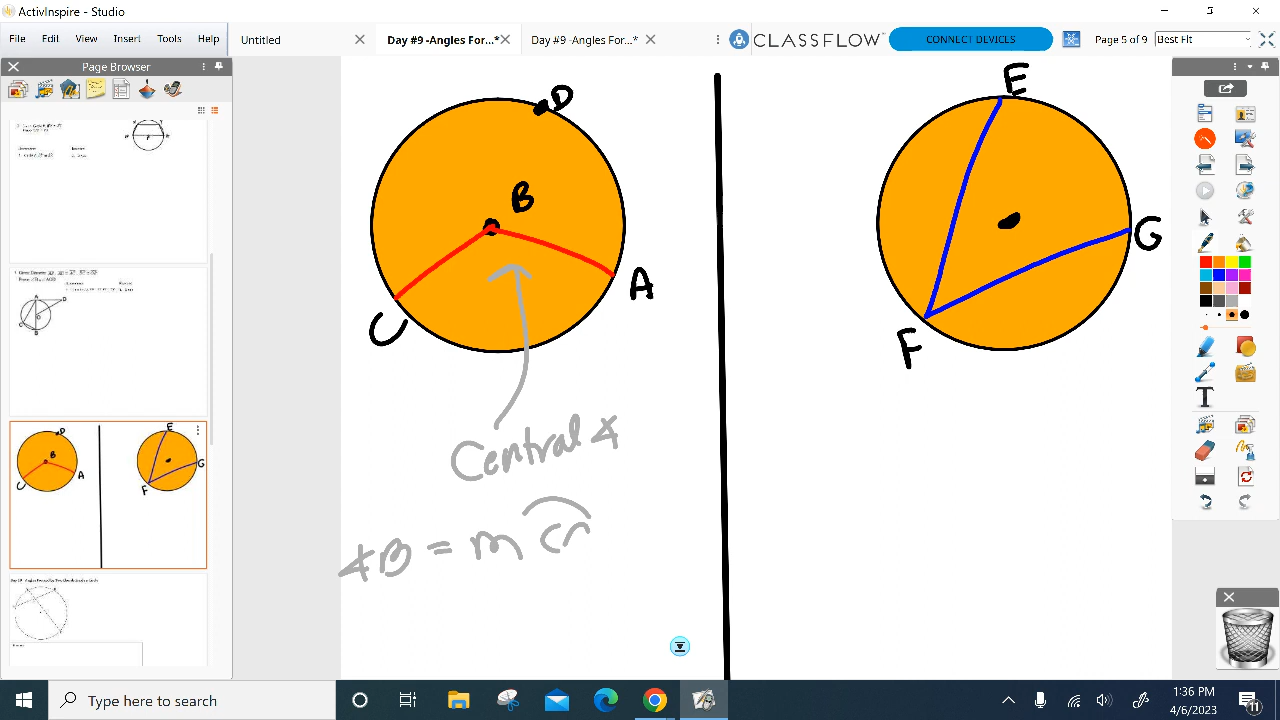 ActivInspire - Studio
File Edit View Insert Tools Help
Untitled
Day #9 -Angles For...*
Day #9 -Angles For...*
CLASSFLOW
CONNECT DEVICES
Page 5 of 9
Best Fit
Page Browser
D
B
A
C
Central ∡
∡B = m
E
G
F
T
Type here to search
1:36 PM
4/6/2023
11